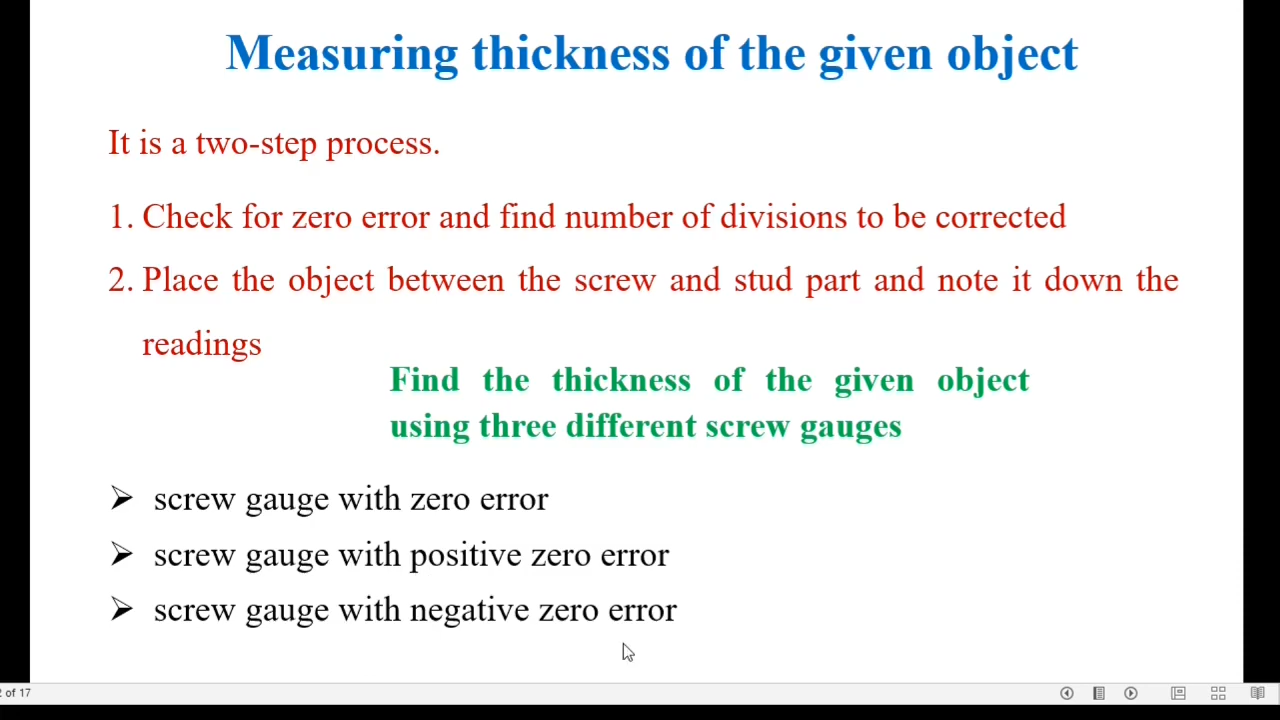 Measuring thickness of the given object
It is a two-step process.
1. Check for zero error and find number of divisions to be corrected
2. Place the object between the screw and stud part and note it down the
readings
Find the thickness of the given object
using three different screw gauges
➢ screw gauge with zero error
➢ screw gauge with positive zero error
➢ screw gauge with negative zero error
of 17